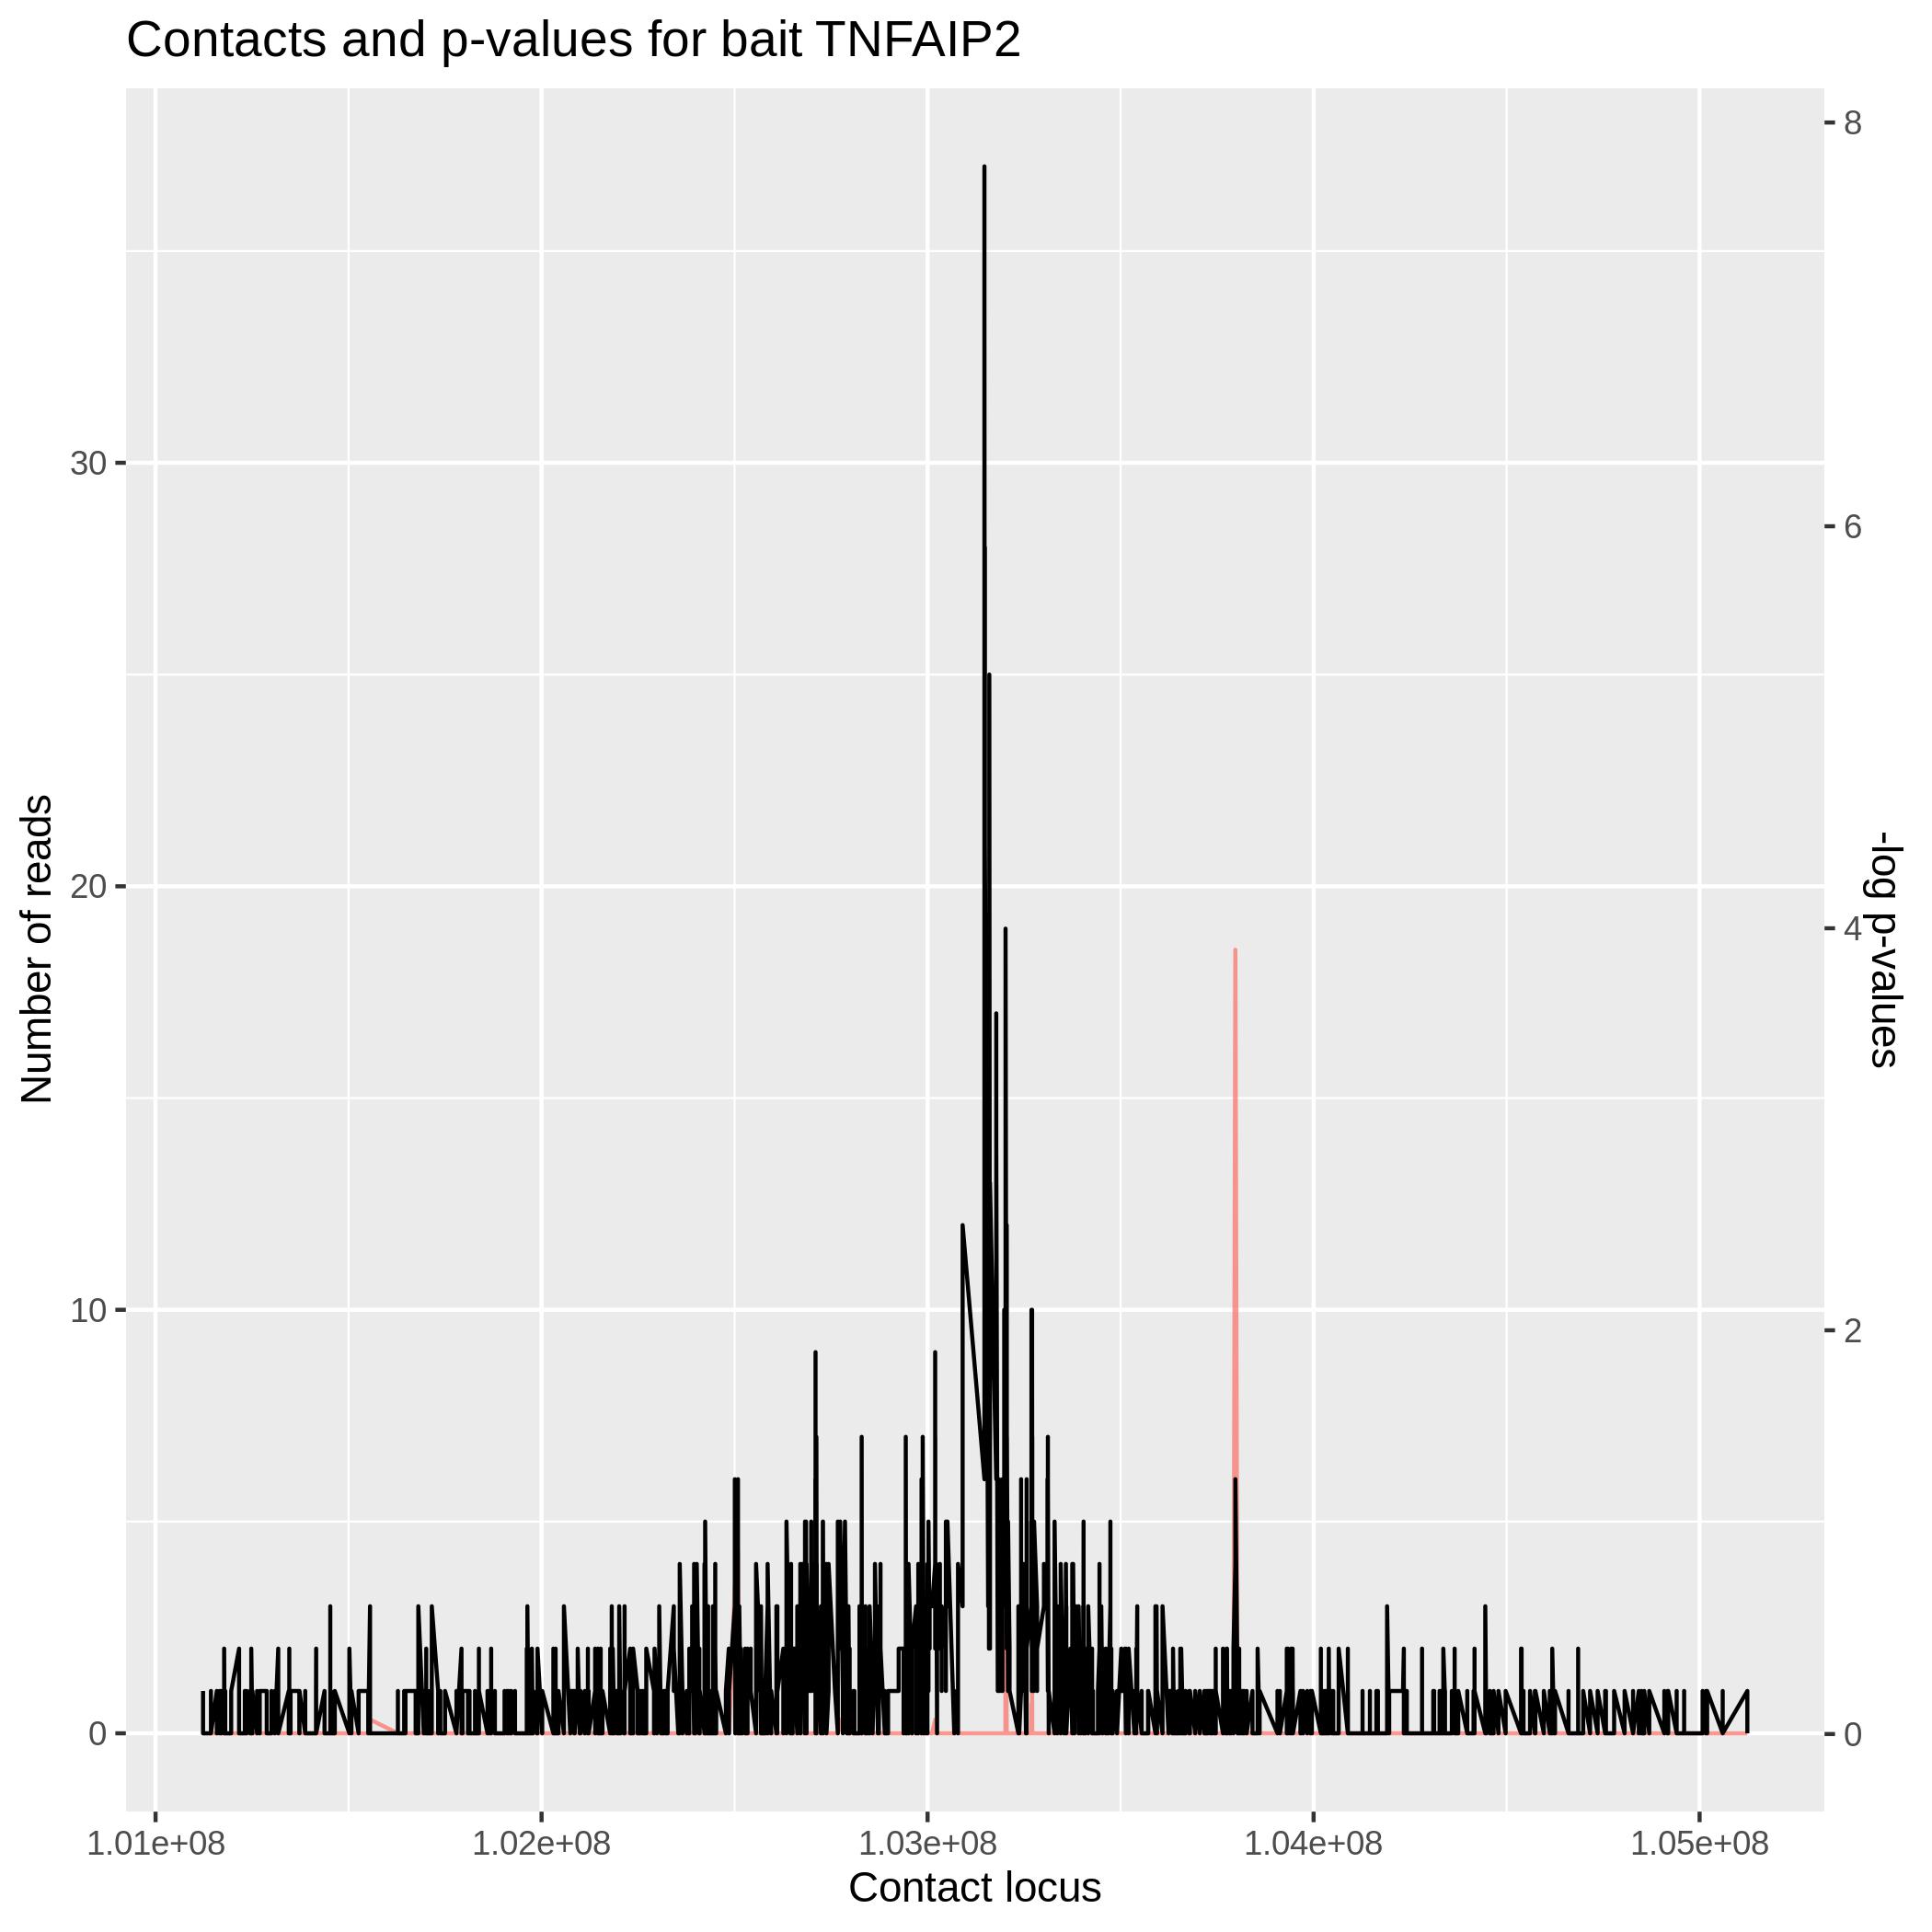 Contacts and p-values for bait TNFAIP2
Number of reads
30
20
10
0
8
6
4
2
0
-log p-values
1.01e+08 1.02e+08 1.03e+08 1.04e+08 1.05e+08
Contact locus